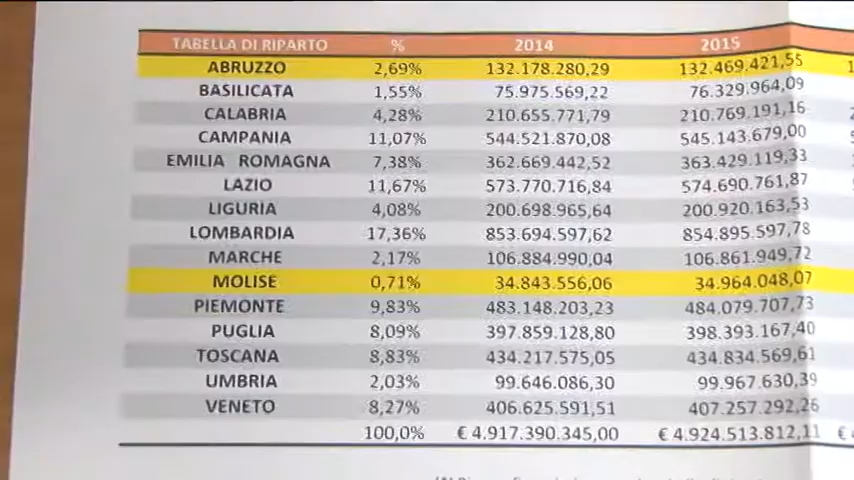 TABELLA DI RIPARTO % 2014 2015
ABRUZZO 2,69% 132.178.280,29 132.469.421,55
BASILICATA 1,55% 75.975.569,22 76.329.964,09
CALABRIA 4,28% 210.655.771,79 210.769.191,16
CAMPANIA 11,07% 544.521.870,08 545.143.679,00
EMILIA ROMAGNA 7,38% 362.669.442,52 363.429.119,33
LAZIO 11,67% 573.770.716,84 574.690.761,87
LIGURIA 4,08% 200.698.965,64 200.920.163,53
LOMBARDIA 17,36% 853.694.597,62 854.895.597,78
MARCHE 2,17% 106.884.990,04 106.861.949,72
MOLISE 0,71% 34.843.556,06 34.964.048,07
PIEMONTE 9,83% 483.148.203,23 484.079.707,73
PUGLIA 8,09% 397.859.128,80 398.393.167,40
TOSCANA 8,83% 434.217.575,05 434.834.569,61
UMBRIA 2,03% 99.646.086,30 99.967.630,39
VENETO 8,27% 406.625.591,51 407.257.292,26
100,0% € 4.917.390.345,00 € 4.924.513.812,11 €